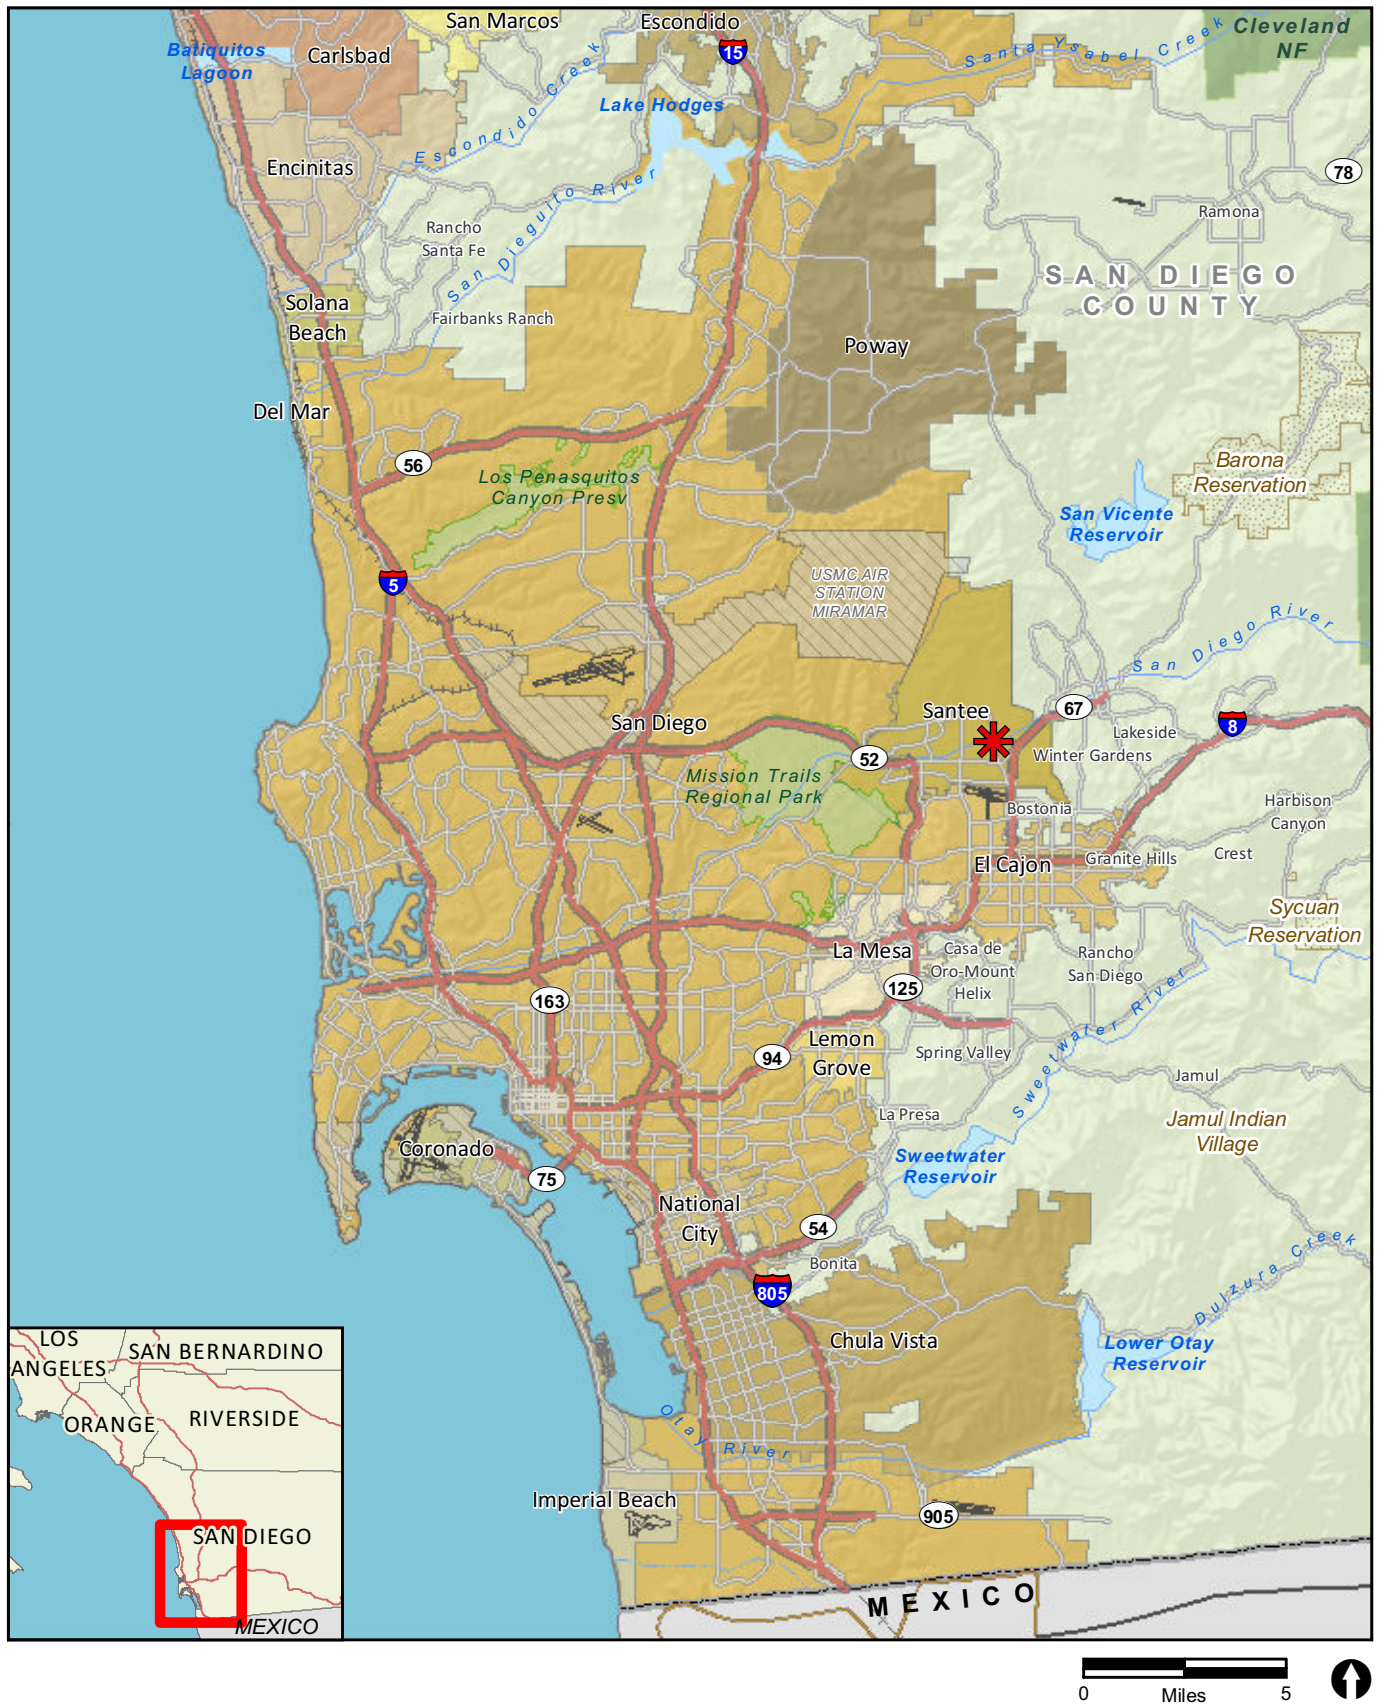 San Marcos
Escondido
Cleveland
NF
Batiquitos
Lagoon
Carlsbad
15
Santa Ysabel Creek
Escondido Creek
Lake Hodges
Encinitas
78
San Dieguito River
Ramona
Rancho
Santa Fe
SAN DIEGO
COUNTY
Solana
Beach
Fairbanks Ranch
Poway
Del Mar
56
Los Penasquitos
Canyon Presv
Barona
Reservation
San Vicente
Reservoir
5
USMC AIR
STATION
MIRAMAR
San Diego River
San Diego
Santee
67
Lakeside
8
Winter Gardens
52
Mission Trails
Regional Park
Bostonia
Harbison
Canyon
El Cajon
Granite Hills
Crest
Sycuan
Reservation
La Mesa
Casa de
Oro-Mount
Helix
Rancho
San Diego
125
163
Sweetwater River
Lemon
Grove
94
Spring Valley
Jamul
La Presa
Jamul Indian
Village
Coronado
75
Sweetwater
Reservoir
National
City
54
Bonita
805
Dulzura Creek
Chula Vista
Lower Otay
Reservoir
Otay River
Imperial Beach
905
MEXICO
LOS
ANGELES
SAN BERNARDINO
ORANGE
RIVERSIDE
SAN DIEGO
MEXICO
0
Miles
5